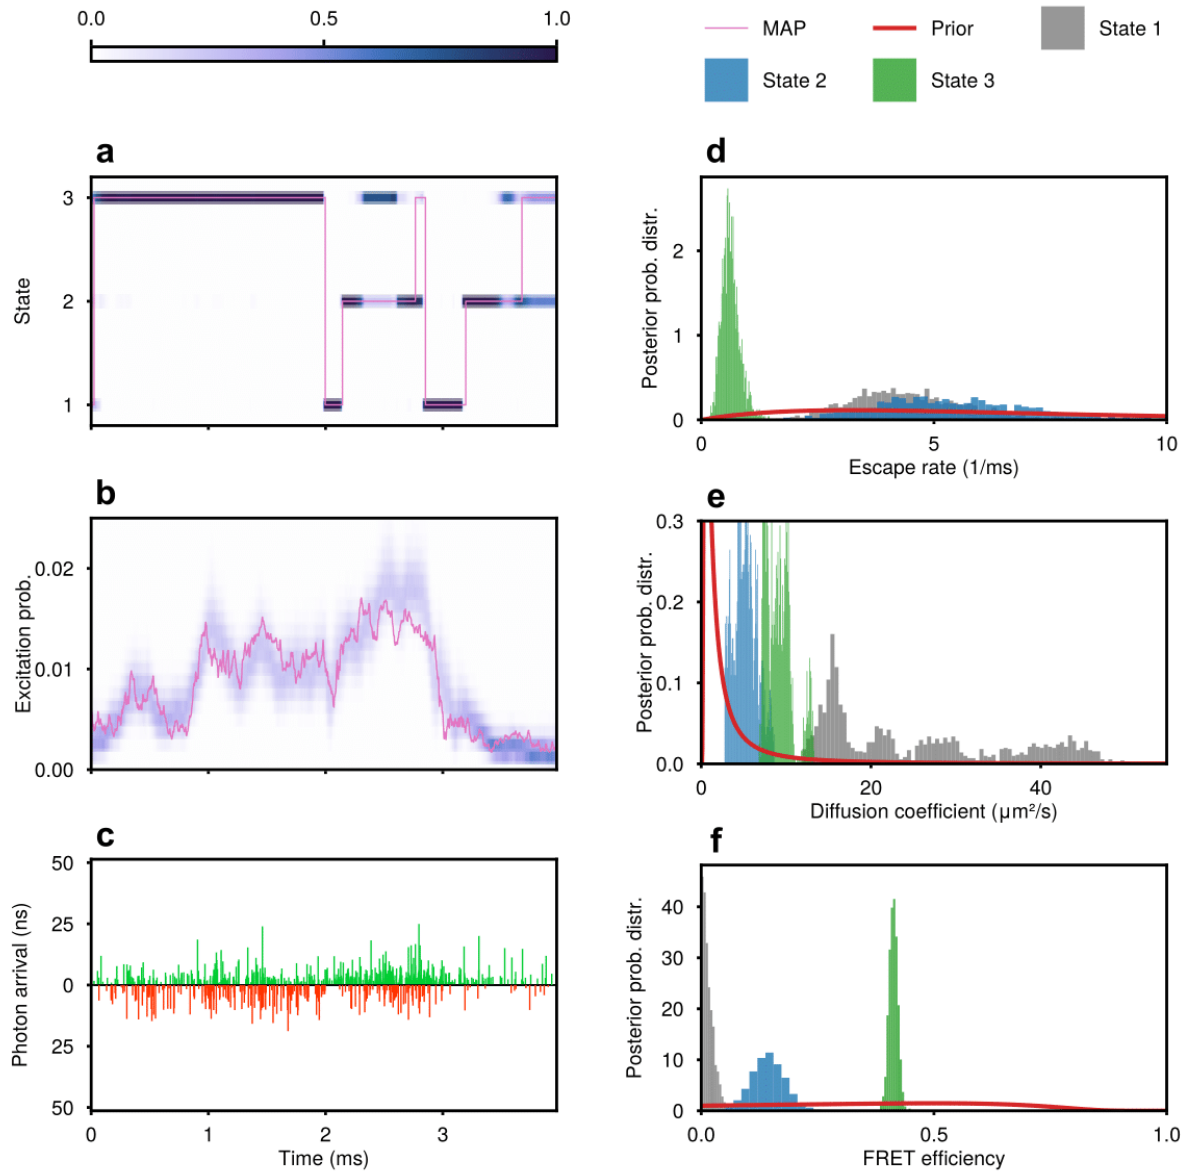 0.0 0.5 1.0
MAP Prior State 1
State 2 State 3
a
3
2
1
State
b
0.02
0.01
0.00
Excitation prob.
c
50
25
0
25
50
Photon arrival (ns)
0 1 2 3
Time (ms)
d
2
1
0
Posterior prob. distr.
0 5 10
Escape rate (1/ms)
e
0.3
0.2
0.1
0.0
Posterior prob. distr.
0 20 40
Diffusion coefficient (μm²/s)
f
40
30
20
10
0
Posterior prob. distr.
0.0 0.5 1.0
FRET efficiency